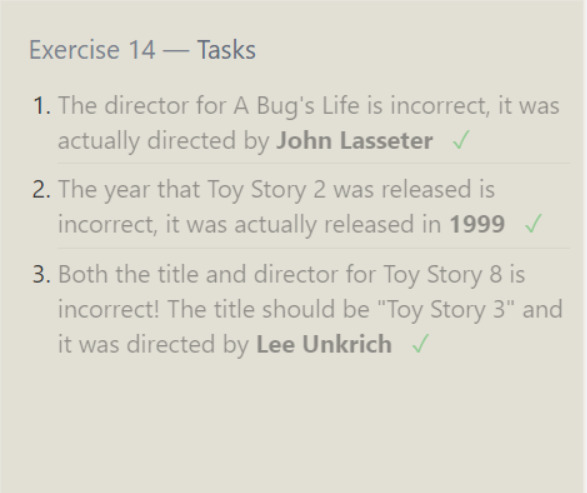 Exercise 14 — Tasks
1. The director for A Bug's Life is incorrect, it was
actually directed by John Lasseter ✓
2. The year that Toy Story 2 was released is
incorrect, it was actually released in 1999 ✓
3. Both the title and director for Toy Story 8 is
incorrect! The title should be "Toy Story 3" and
it was directed by Lee Unkrich ✓